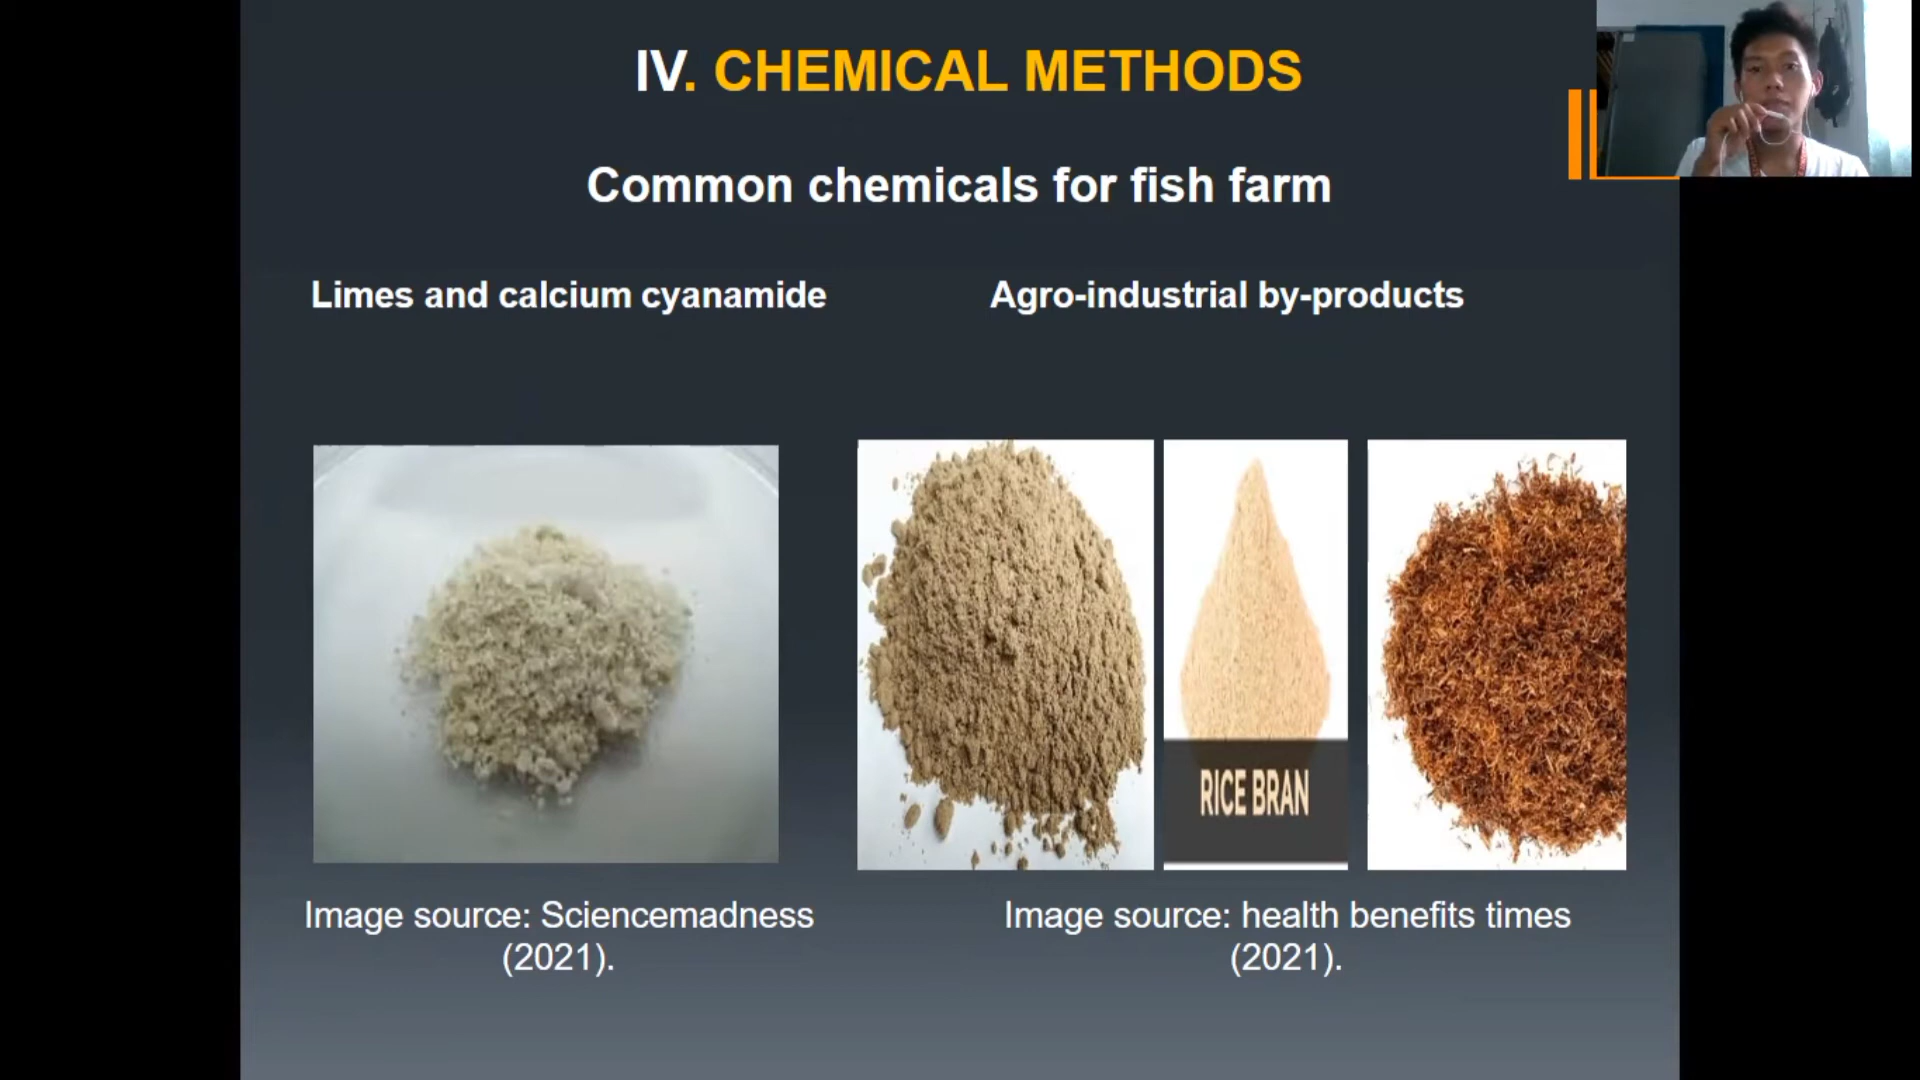 IV. CHEMICAL METHODS
Common chemicals for fish farm
Limes and calcium cyanamide
Agro-industrial by-products
RICE BRAN
Image source: Sciencemadness
(2021).
Image source: health benefits times
(2021).